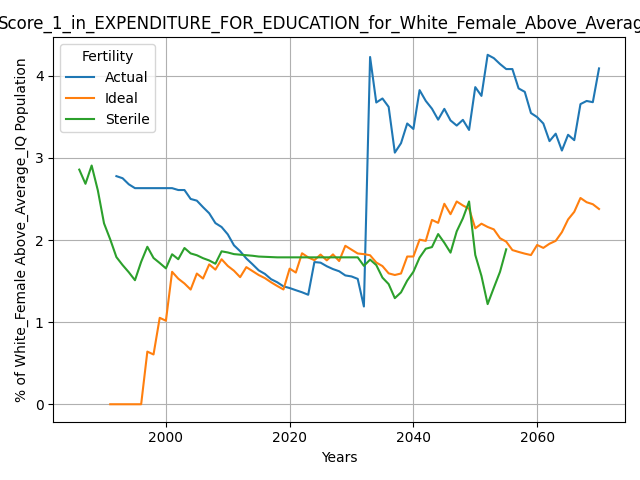 Score_1_in_EXPENDITURE_FOR_EDUCATION_for_White_Female_Above_Averag
Fertility
Actual
Ideal
Sterile
% of White_Female Above_Average_IQ Population
4
3
2
1
0
2000 2020 2040 2060
Years